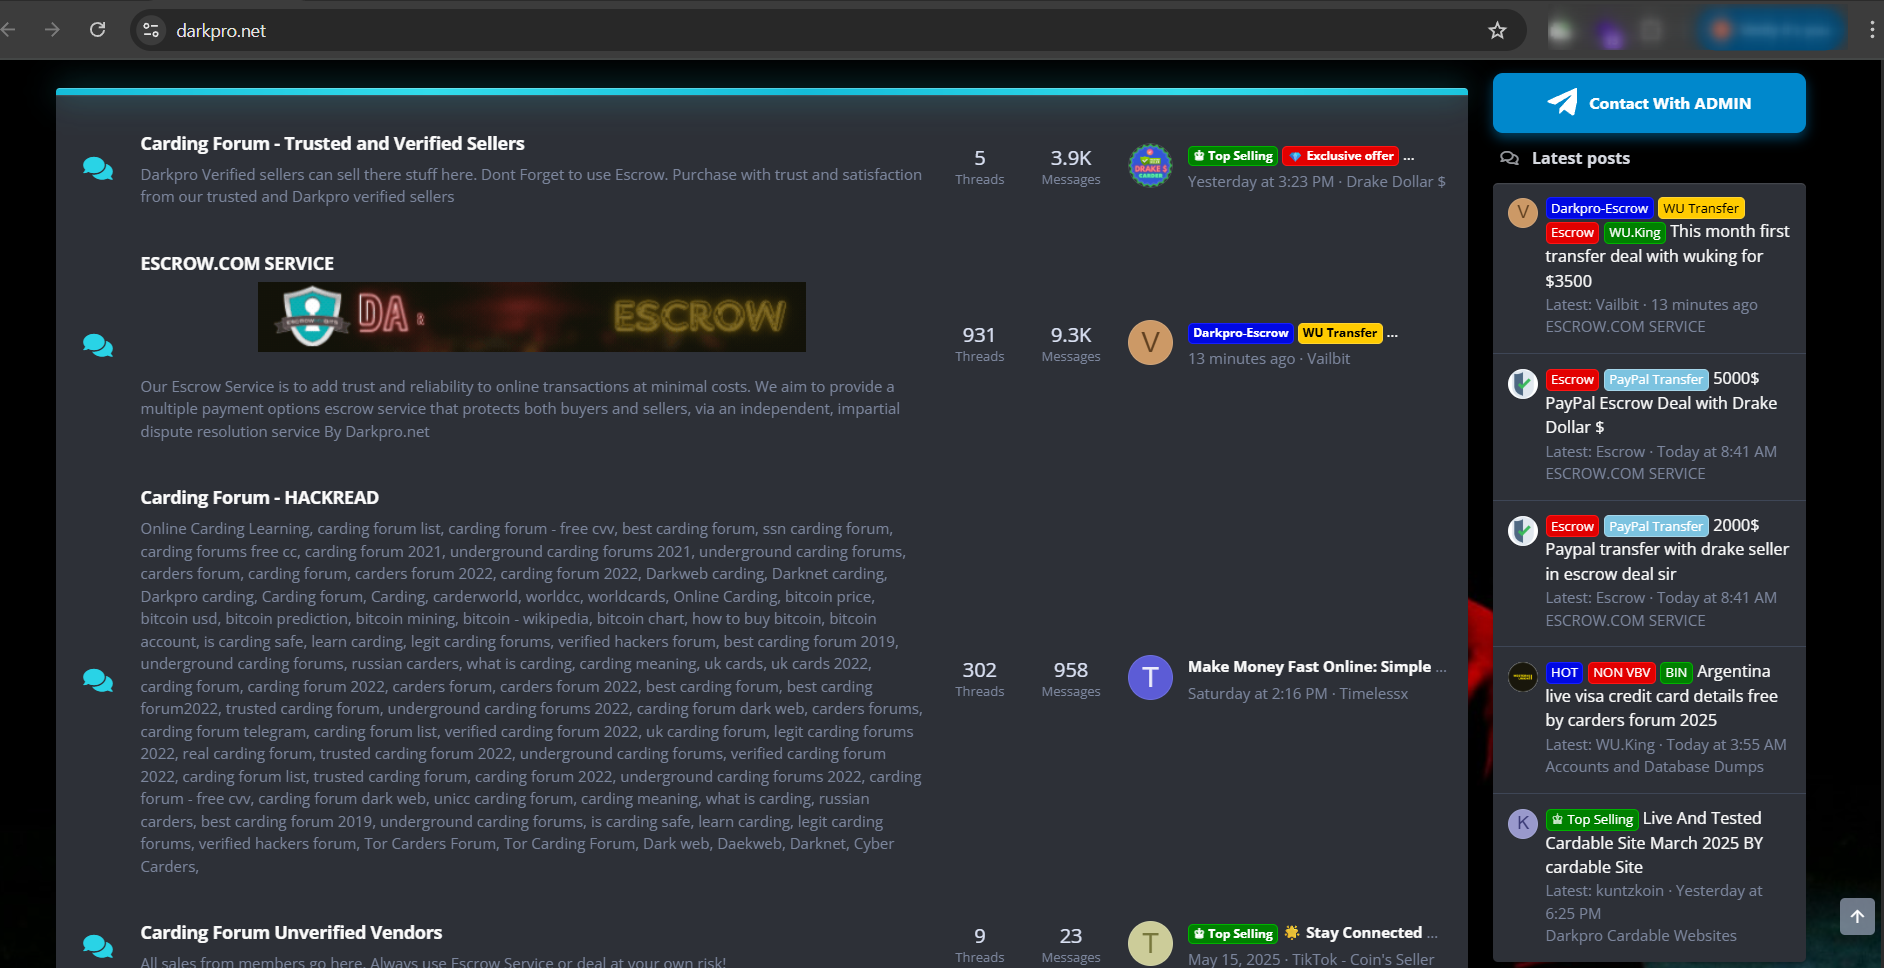 darkpro.net
Carding Forum - Trusted and Verified Sellers
Darkpro Verified sellers can sell there stuff here. Dont Forget to use Escrow. Purchase with trust and satisfaction
from our trusted and Darkpro verified sellers
5
Threads
3.9K
Messages
DRAKE $
CARDER
Top Selling Exclusive offer ...
Yesterday at 3:23 PM · Drake Dollar $
ESCROW.COM SERVICE
DA ESCROW
931
Threads
9.3K
Messages
V
Darkpro-Escrow WU Transfer ...
13 minutes ago · Vailbit
Our Escrow Service is to add trust and reliability to online transactions at minimal costs. We aim to provide a
multiple payment options escrow service that protects both buyers and sellers, via an independent, impartial
dispute resolution service By Darkpro.net
Carding Forum - HACKREAD
Online Carding Learning, carding forum list, carding forum - free cvv, best carding forum, ssn carding forum,
carding forums free cc, carding forum 2021, underground carding forums 2021, underground carding forums,
carders forum, carding forum, carders forum 2022, carding forum 2022, Darkweb carding, Darknet carding,
Darkpro carding, Carding forum, Carding, carderworld, worldcc, worldcards, Online Carding, bitcoin price,
bitcoin usd, bitcoin prediction, bitcoin mining, bitcoin - wikipedia, bitcoin chart, how to buy bitcoin, bitcoin
account, is carding safe, learn carding, legit carding forums, verified hackers forum, best carding forum 2019,
underground carding forums, russian carders, what is carding, carding meaning, uk cards, uk cards 2022,
carding forum, carding forum 2022, carders forum, carders forum 2022, best carding forum, best carding
forum2022, trusted carding forum, underground carding forums 2022, carding forum dark web, carders forums,
carding forum telegram, carding forum list, verified carding forum 2022, uk carding forum, legit carding forums
2022, real carding forum, trusted carding forum 2022, underground carding forums, verified carding forum
2022, carding forum list, trusted carding forum, carding forum 2022, underground carding forums 2022, carding
forum - free cvv, carding forum dark web, unicc carding forum, carding meaning, what is carding, russian
carders, best carding forum 2019, underground carding forums, is carding safe, learn carding, legit carding
forums, verified hackers forum, Tor Carders Forum, Tor Carding Forum, Dark web, Daekweb, Darknet, Cyber
Carders,
302
Threads
958
Messages
T
Make Money Fast Online: Simple ...
Saturday at 2:16 PM · Timelessx
Carding Forum Unverified Vendors
All sales from members go here. Always use Escrow Service or deal at your own risk!
9
Threads
23
Messages
T
Top Selling Stay Connected ...
May 15, 2025 · TikTok - Coin's Seller
Contact With ADMIN
Latest posts
V
Darkpro-Escrow WU Transfer
Escrow WU.King This month first
transfer deal with wuking for
$3500
Latest: Vailbit · 13 minutes ago
ESCROW.COM SERVICE
Escrow PayPal Transfer 5000$
PayPal Escrow Deal with Drake
Dollar $
Latest: Escrow · Today at 8:41 AM
ESCROW.COM SERVICE
Escrow PayPal Transfer 2000$
Paypal transfer with drake seller
in escrow deal sir
Latest: Escrow · Today at 8:41 AM
ESCROW.COM SERVICE
HOT NON VBV BIN Argentina
live visa credit card details free
by carders forum 2025
Latest: WU.King · Today at 3:55 AM
Accounts and Database Dumps
K
Top Selling Live And Tested
Cardable Site March 2025 BY
cardable Site
Latest: kuntzkoin · Yesterday at
6:25 PM
Darkpro Cardable Websites